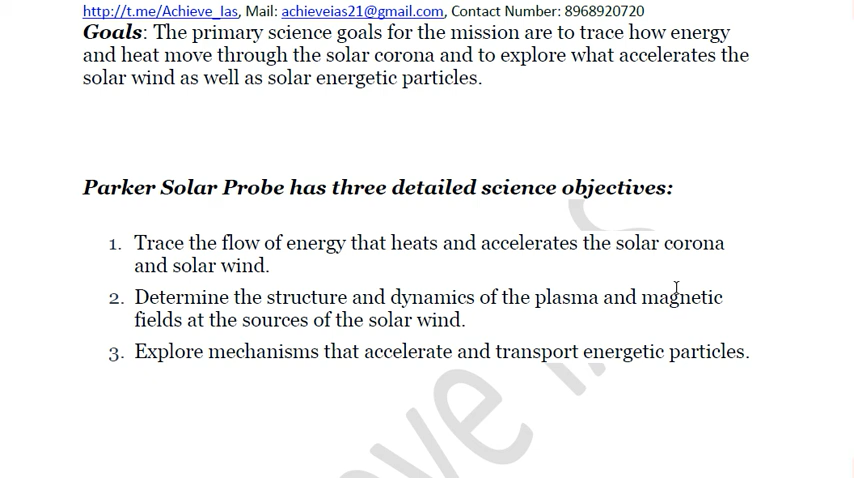 http://t.me/Achieve_Ias, Mail: achieveias21@gmail.com, Contact Number: 8968920720
Goals: The primary science goals for the mission are to trace how energy
and heat move through the solar corona and to explore what accelerates the
solar wind as well as solar energetic particles.
Parker Solar Probe has three detailed science objectives:
1. Trace the flow of energy that heats and accelerates the solar corona
and solar wind.
2. Determine the structure and dynamics of the plasma and magnetic
fields at the sources of the solar wind.
3. Explore mechanisms that accelerate and transport energetic particles.